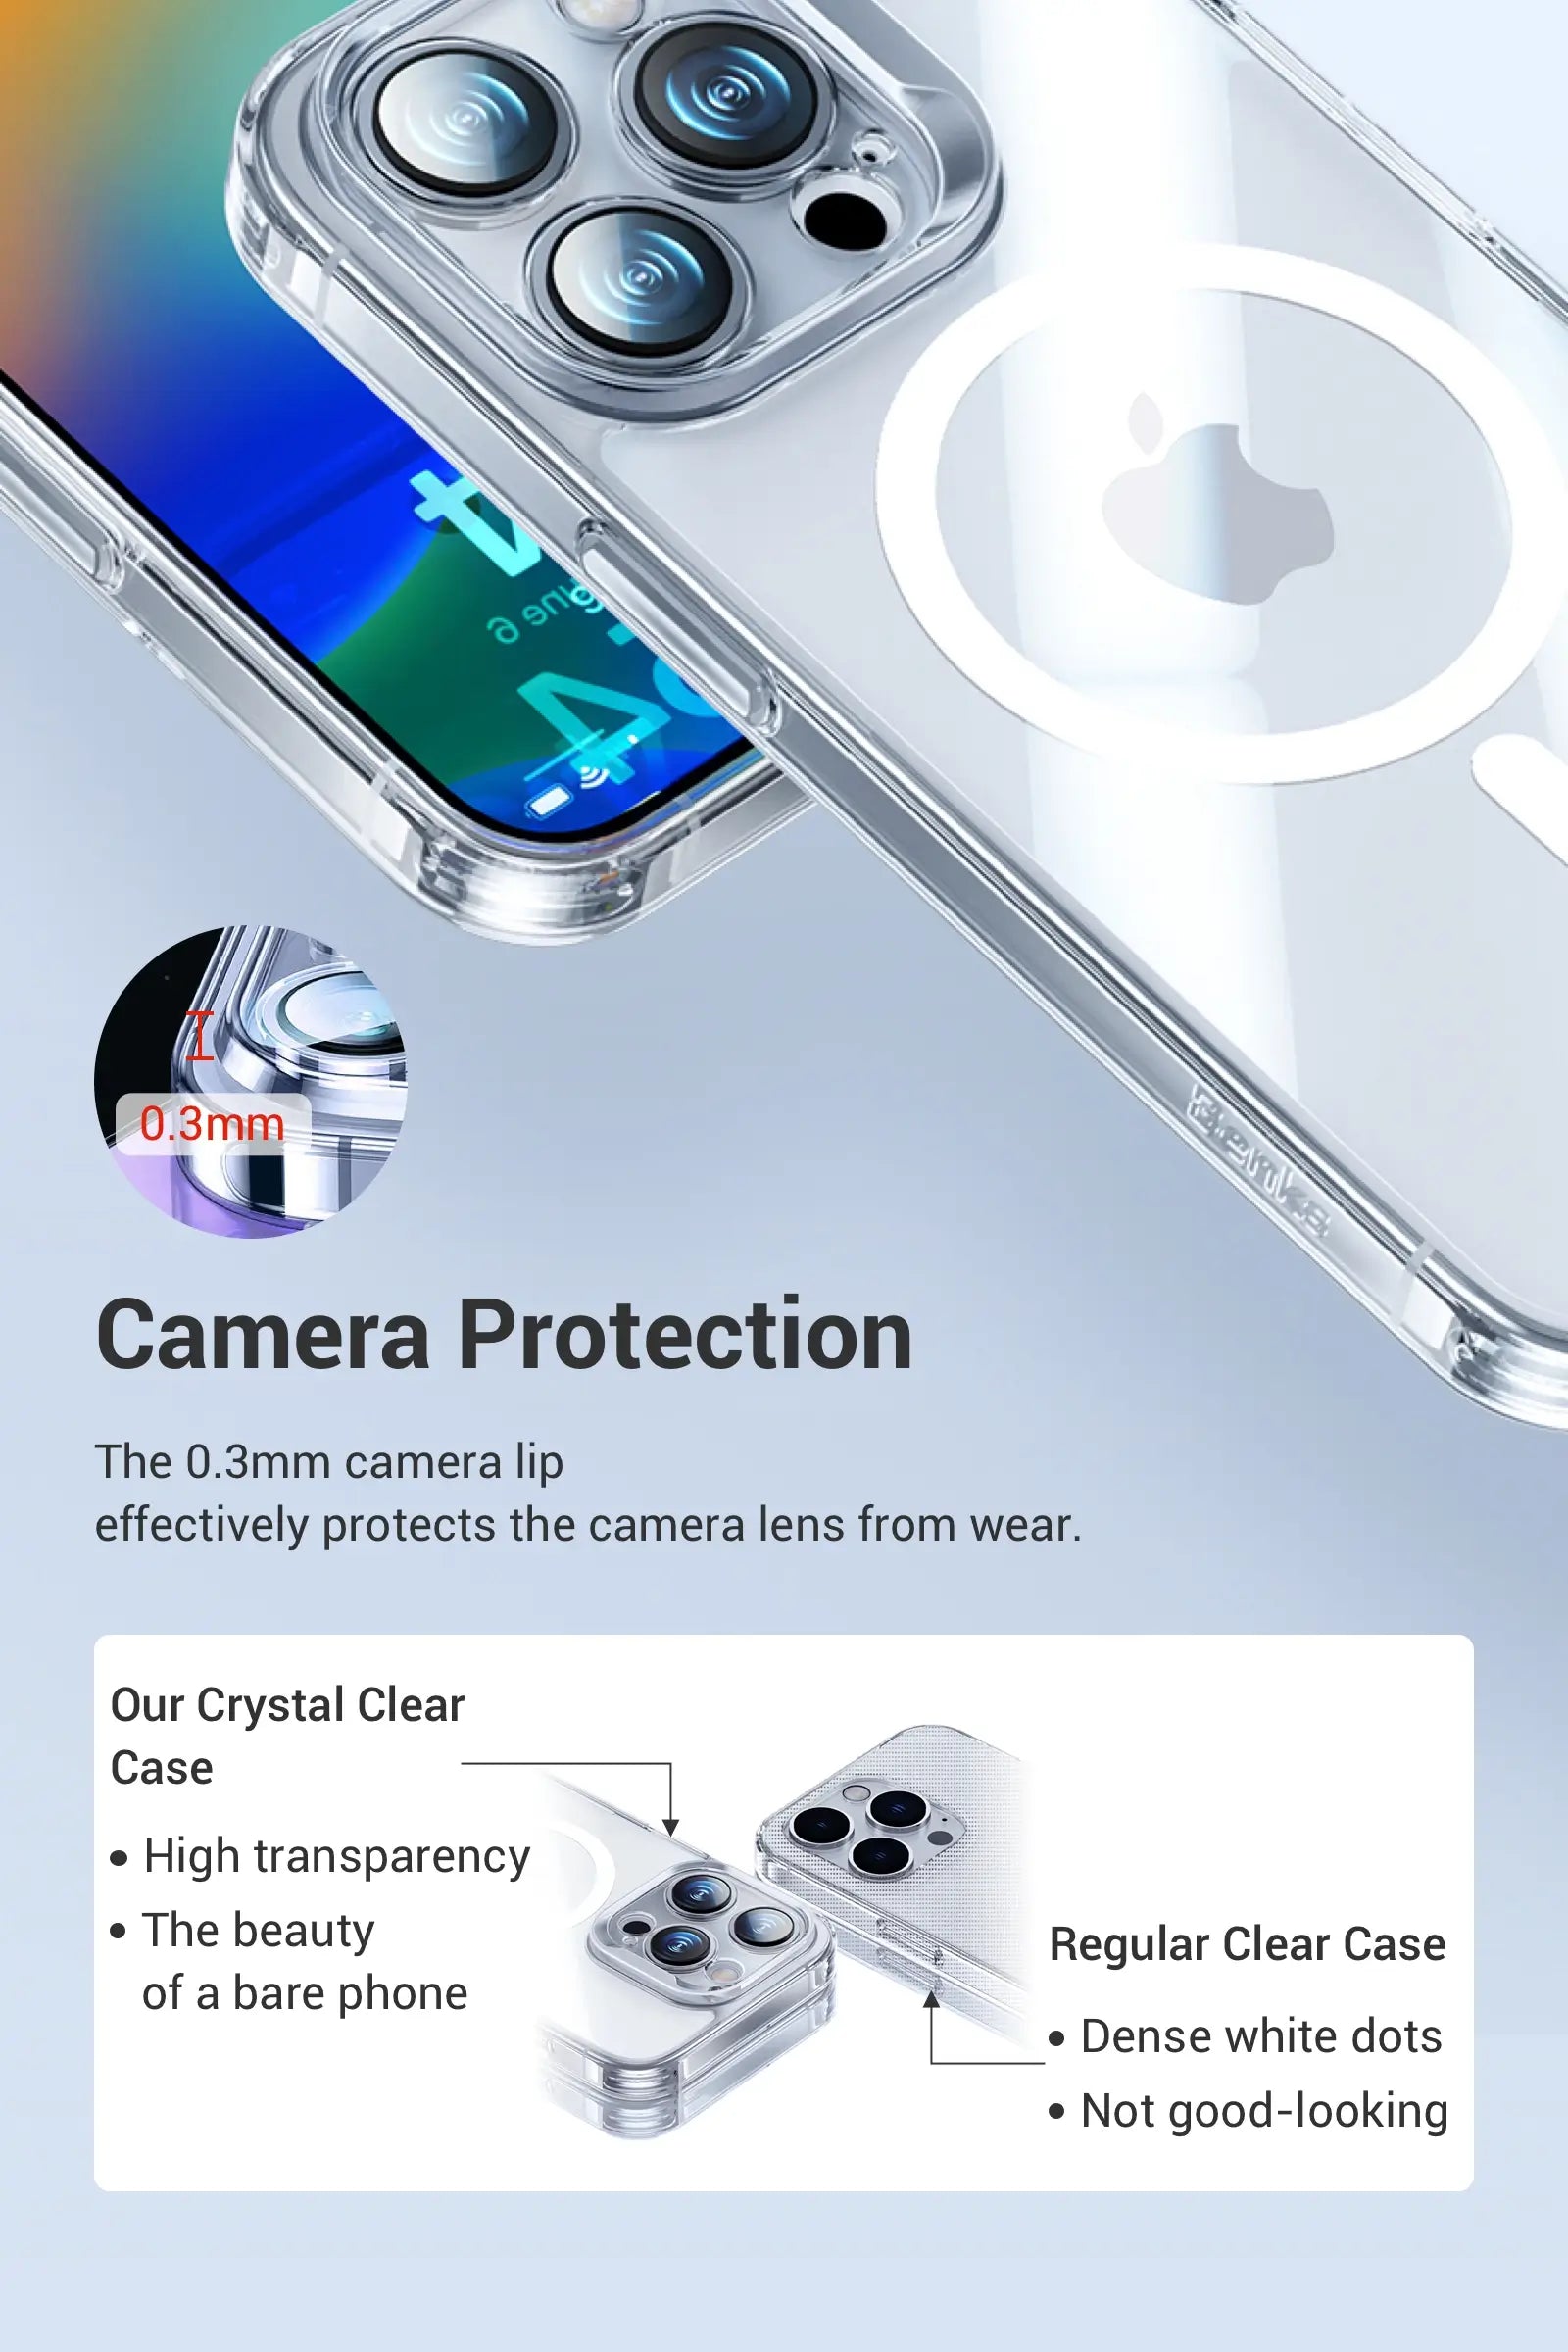 Benks
0.3mm
Camera Protection
The 0.3mm camera lip
effectively protects the camera lens from wear.
Our Crystal Clear
Case
• High transparency
• The beauty
of a bare phone
Regular Clear Case
• Dense white dots
• Not good-looking